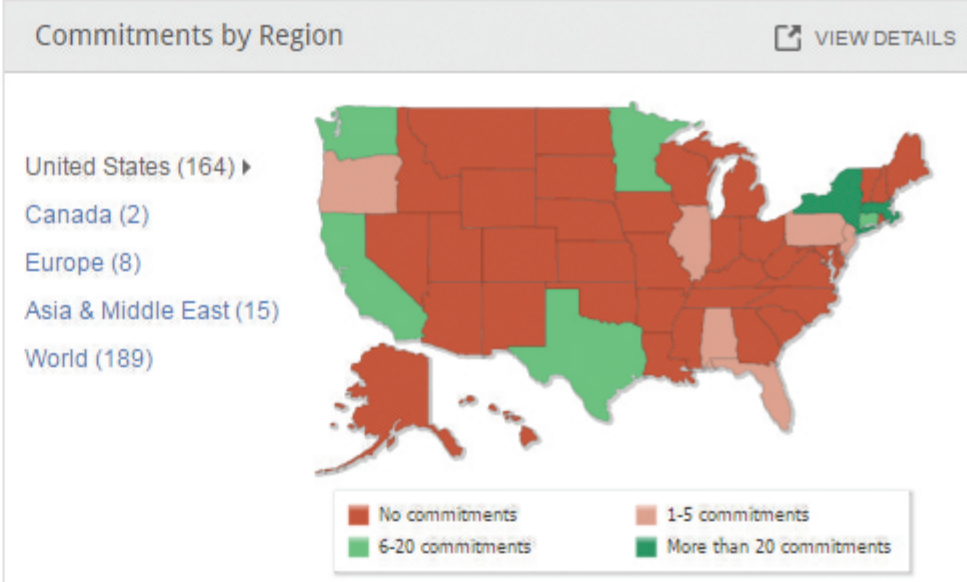 Commitments by Region
VIEW DETAILS
United States (164)
Canada (2)
Europe (8)
Asia & Middle East (15)
World (189)
No commitments
1-5 commitments
6-20 commitments
More than 20 commitments